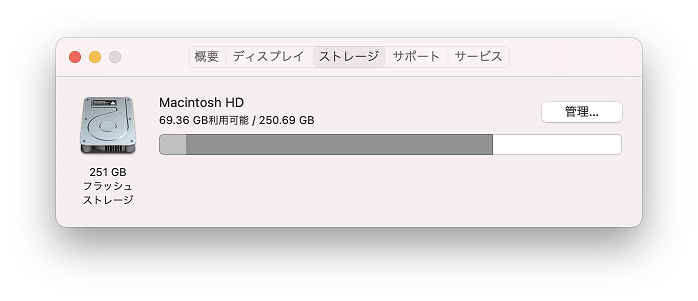 概要 ディスプレイ ストレージ サポート サービス
Macintosh HD
69.36 GB利用可能 / 250.69 GB
管理...
251 GB
フラッシュ
ストレージ